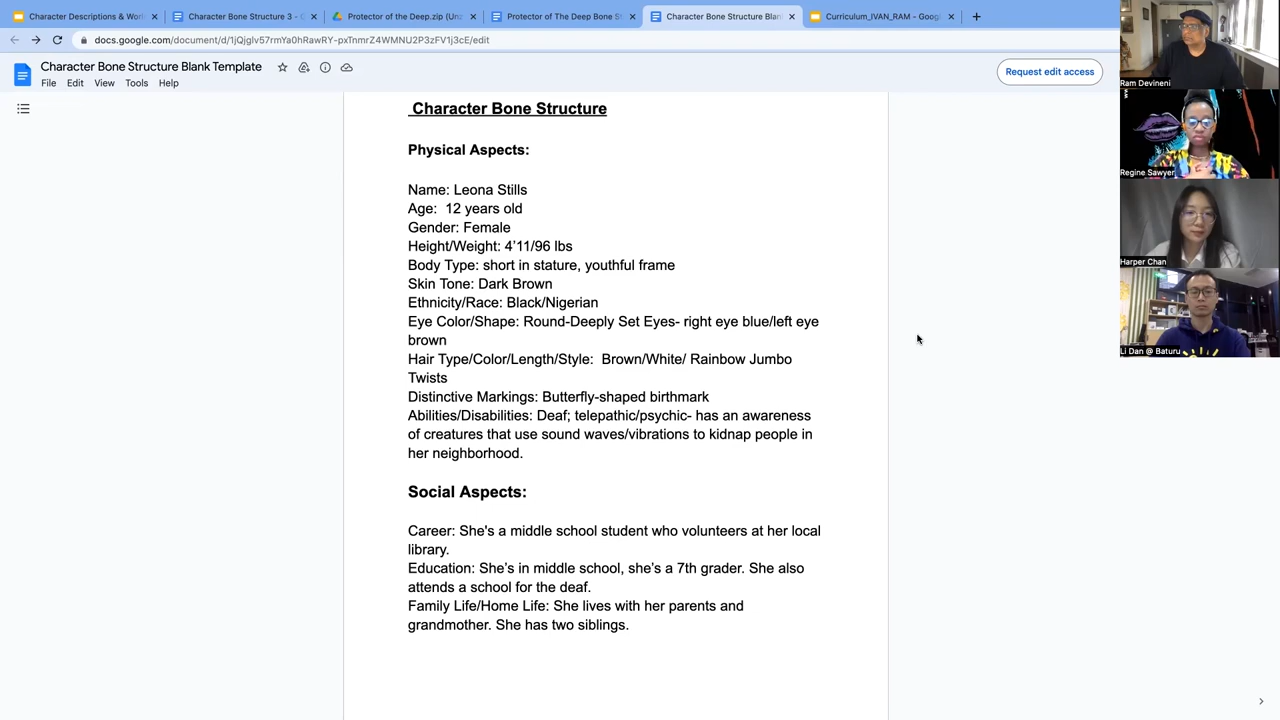 Character Descriptions & Worl
Character Bone Structure 3 - G
Protector of the Deep.zip (Unz
Protector of The Deep Bone St
Character Bone Structure Blan
Curriculum_IVAN_RAM - Googl
docs.google.com/document/d/1jQjglv57rmYa0hRawRY-pxTnmrZ4WMNU2P3zFV1j3cE/edit
Character Bone Structure Blank Template
File Edit View Tools Help
Request edit access
Character Bone Structure
Physical Aspects:
Name: Leona Stills
Age:  12 years old
Gender: Female
Height/Weight: 4’11/96 lbs
Body Type: short in stature, youthful frame
Skin Tone: Dark Brown
Ethnicity/Race: Black/Nigerian
Eye Color/Shape: Round-Deeply Set Eyes- right eye blue/left eye
brown
Hair Type/Color/Length/Style:  Brown/White/ Rainbow Jumbo
Twists
Distinctive Markings: Butterfly-shaped birthmark
Abilities/Disabilities: Deaf; telepathic/psychic- has an awareness
of creatures that use sound waves/vibrations to kidnap people in
her neighborhood.
Social Aspects:
Career: She's a middle school student who volunteers at her local
library.
Education: She’s in middle school, she’s a 7th grader. She also
attends a school for the deaf.
Family Life/Home Life: She lives with her parents and
grandmother. She has two siblings.
Ram Devineni
Regine Sawyer
Harper Chan
Li Dan @ Baturu